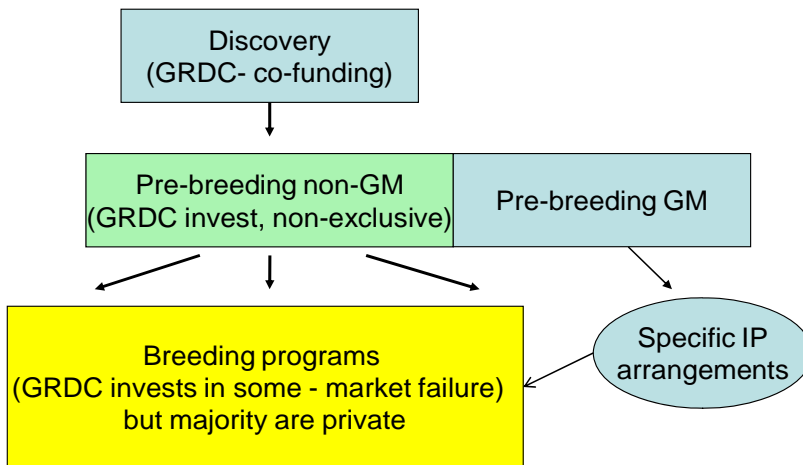 Discovery
(GRDC- co-funding)
Pre-breeding non-GM
(GRDC invest, non-exclusive)
Pre-breeding GM
Breeding programs
(GRDC invests in some - market failure)
but majority are private
Specific IP
arrangements